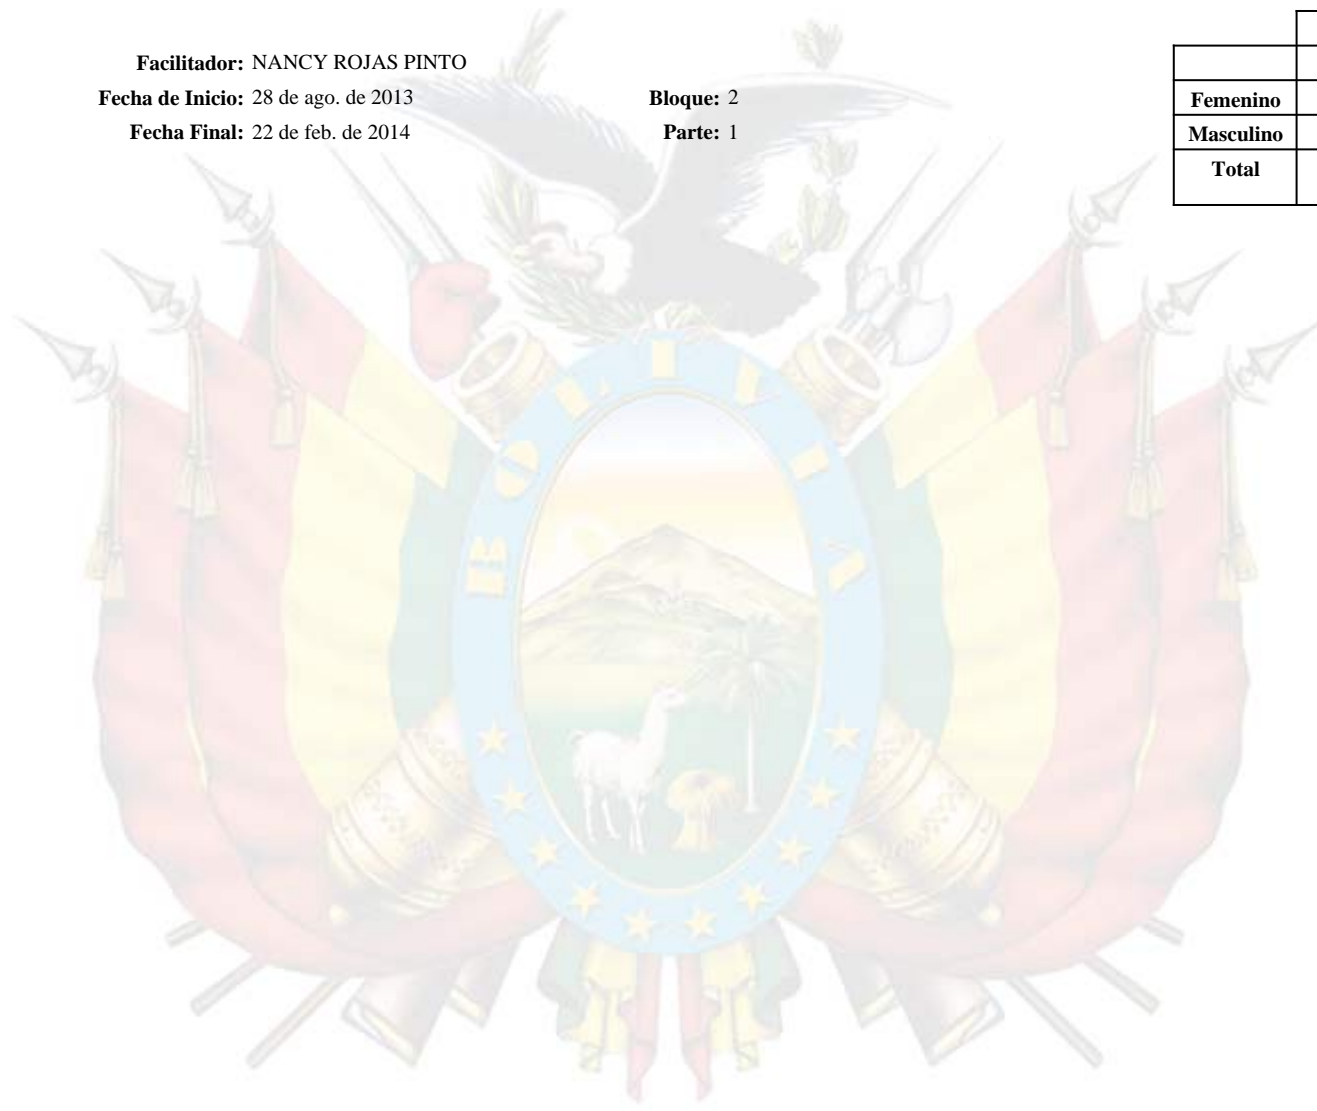 Facilitador: NANCY ROJAS PINTO
Fecha de Inicio: 28 de ago. de 2013 Bloque: 2
Fecha Final: 22 de feb. de 2014 Parte: 1
Femenino
Masculino
Total
BOLIVIA